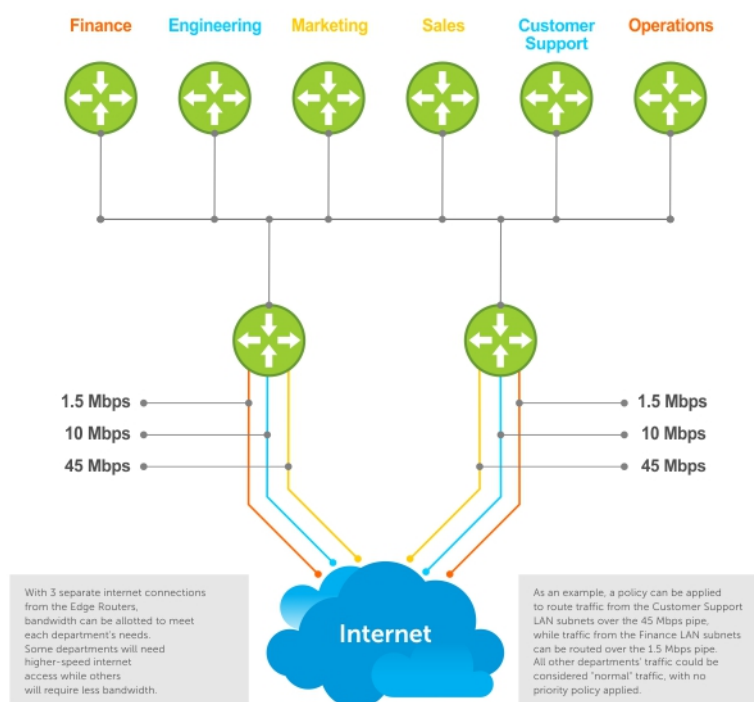 Finance Engineering Marketing Sales Customer Support Operations
1.5 Mbps
10 Mbps
45 Mbps
1.5 Mbps
10 Mbps
45 Mbps
With 3 separate internet connections
from the Edge Routers,
bandwidth can be allotted to meet
each department's needs.
Some departments will need
higher-speed internet
access while others
will require less bandwidth.
Internet
As an example, a policy can be applied
to route traffic from the Customer Support
LAN subnets over the 45 Mbps pipe,
while traffic from the Finance LAN subnets
can be routed over the 1.5 Mbps pipe.
All other departments' traffic could be
considered "normal" traffic, with no
priority policy applied.